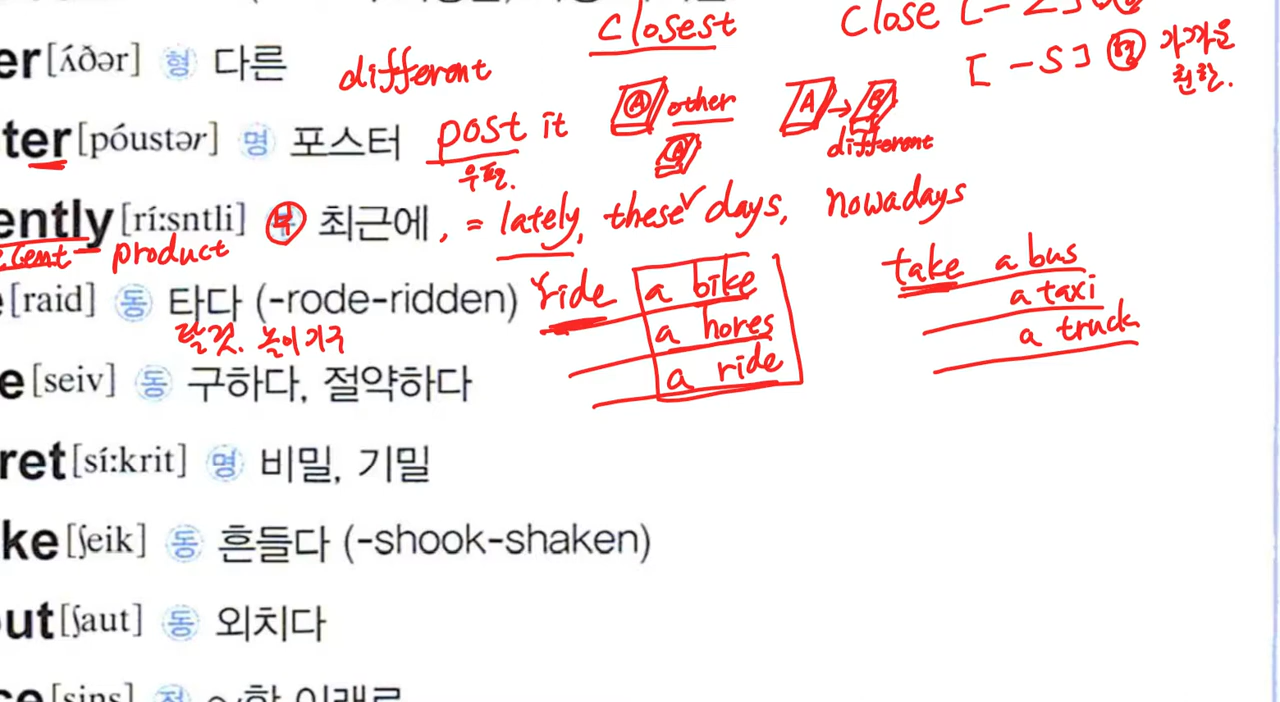 closest close
er[ʌ́ðər] 형 다른 different [-s] 형 가까운
친한.
A other A → B
different
ter[póustər] 명 포스터 post it
우편.
ently[rí:sntli] 부 최근에, = lately, these days, nowadays
product
[raid] 동 타다 (-rode-ridden) ride a bike take a bus
탈것. 놀이기구 a hores a taxi
a ride a truck
e[seiv] 동 구하다, 절약하다
ret[sí:krit] 명 비밀, 기밀
ke[ʃeik] 동 흔들다 (-shook-shaken)
out[ʃaut] 동 외치다